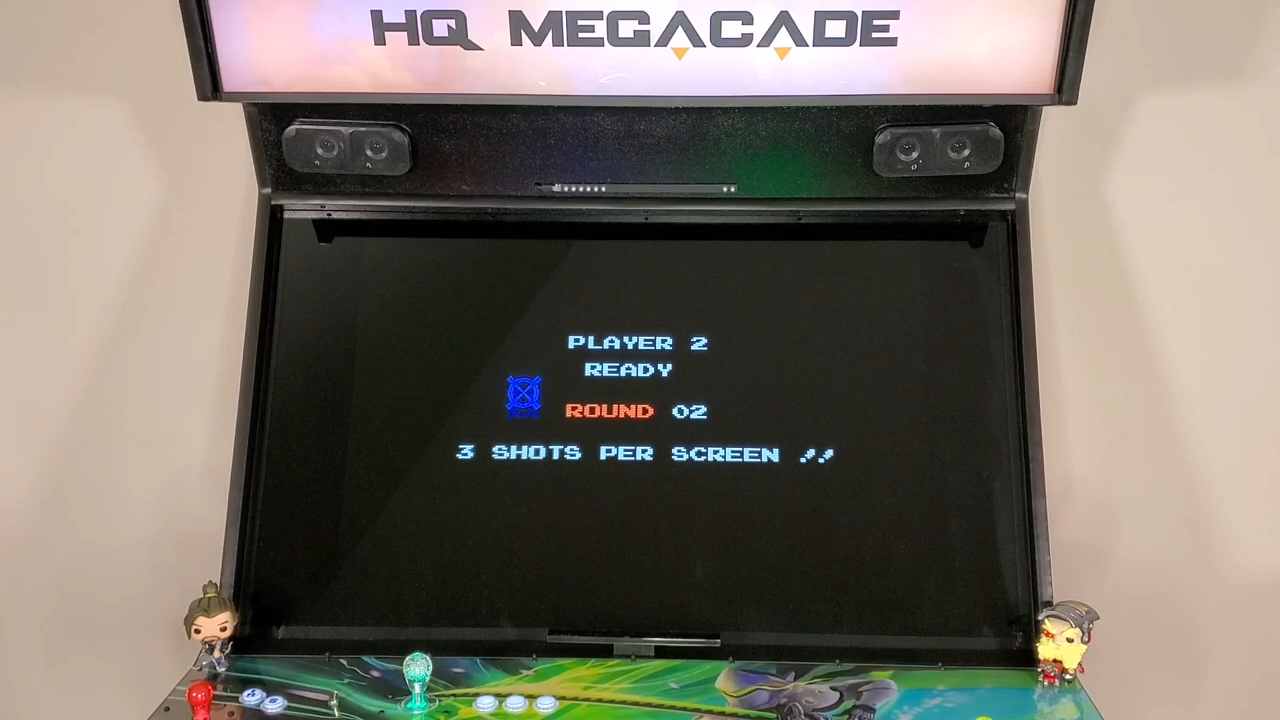 HQ MEGACADE
PLAYER 2
READY
ROUND 02
3 SHOTS PER SCREEN !!